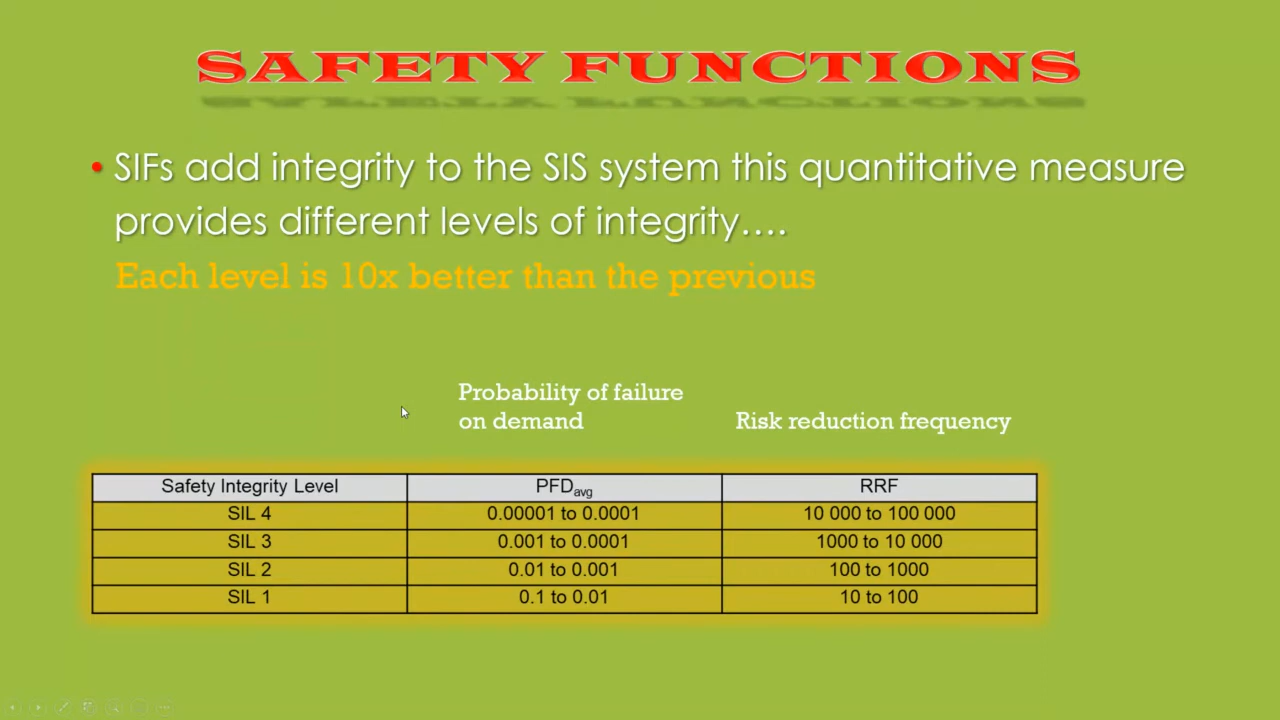 SAFETY FUNCTIONS
• SIFs add integrity to the SIS system this quantitative measure
provides different levels of integrity….
Each level is 10x better than the previous
Probability of failure
on demand
Risk reduction frequency
Safety Integrity Level PFDavg RRF
SIL 4 0.00001 to 0.0001 10 000 to 100 000
SIL 3 0.001 to 0.0001 1000 to 10 000
SIL 2 0.01 to 0.001 100 to 1000
SIL 1 0.1 to 0.01 10 to 100